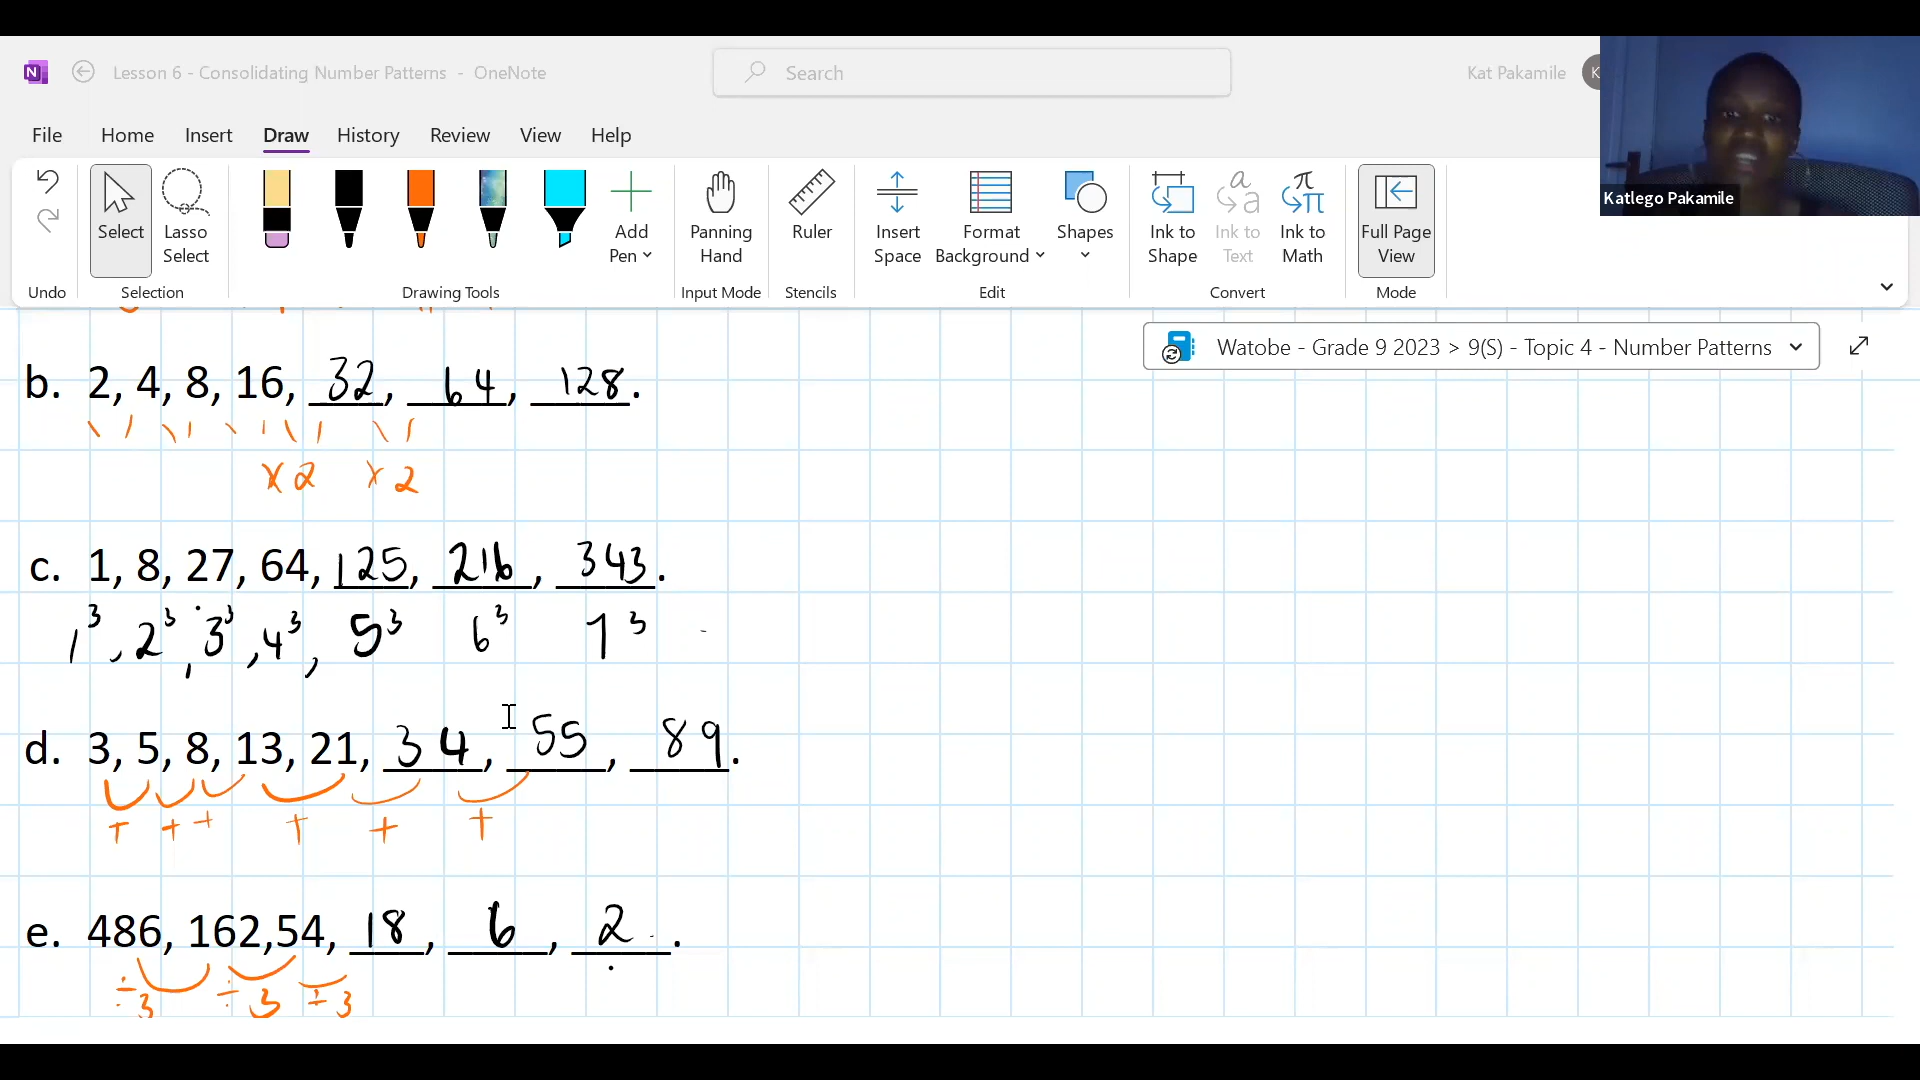 Lesson 6 - Consolidating Number Patterns - OneNote
Search
Kat Pakamile
K
File Home Insert Draw History Review View Help
Select
Lasso Select
Add Pen
Panning Hand
Ruler
Insert Space
Format Background
Shapes
Ink to Shape
Ink to Text
Ink to Math
Full Page View
Undo Selection Drawing Tools Input Mode Stencils Edit Convert Mode
Katlego Pakamile
Watobe - Grade 9 2023 > 9(S) - Topic 4 - Number Patterns
b. 2, 4, 8, 16, 32, 64, 128.
×2 ×2
c. 1, 8, 27, 64, 125, 216, 343.
1³, 2³, 3³, 4³, 5³ 6³ 7³
d. 3, 5, 8, 13, 21, 34, 55, 89.
+ + + + + +
e. 486, 162,54, 18, 6, 2.
÷3 ÷3 ÷3